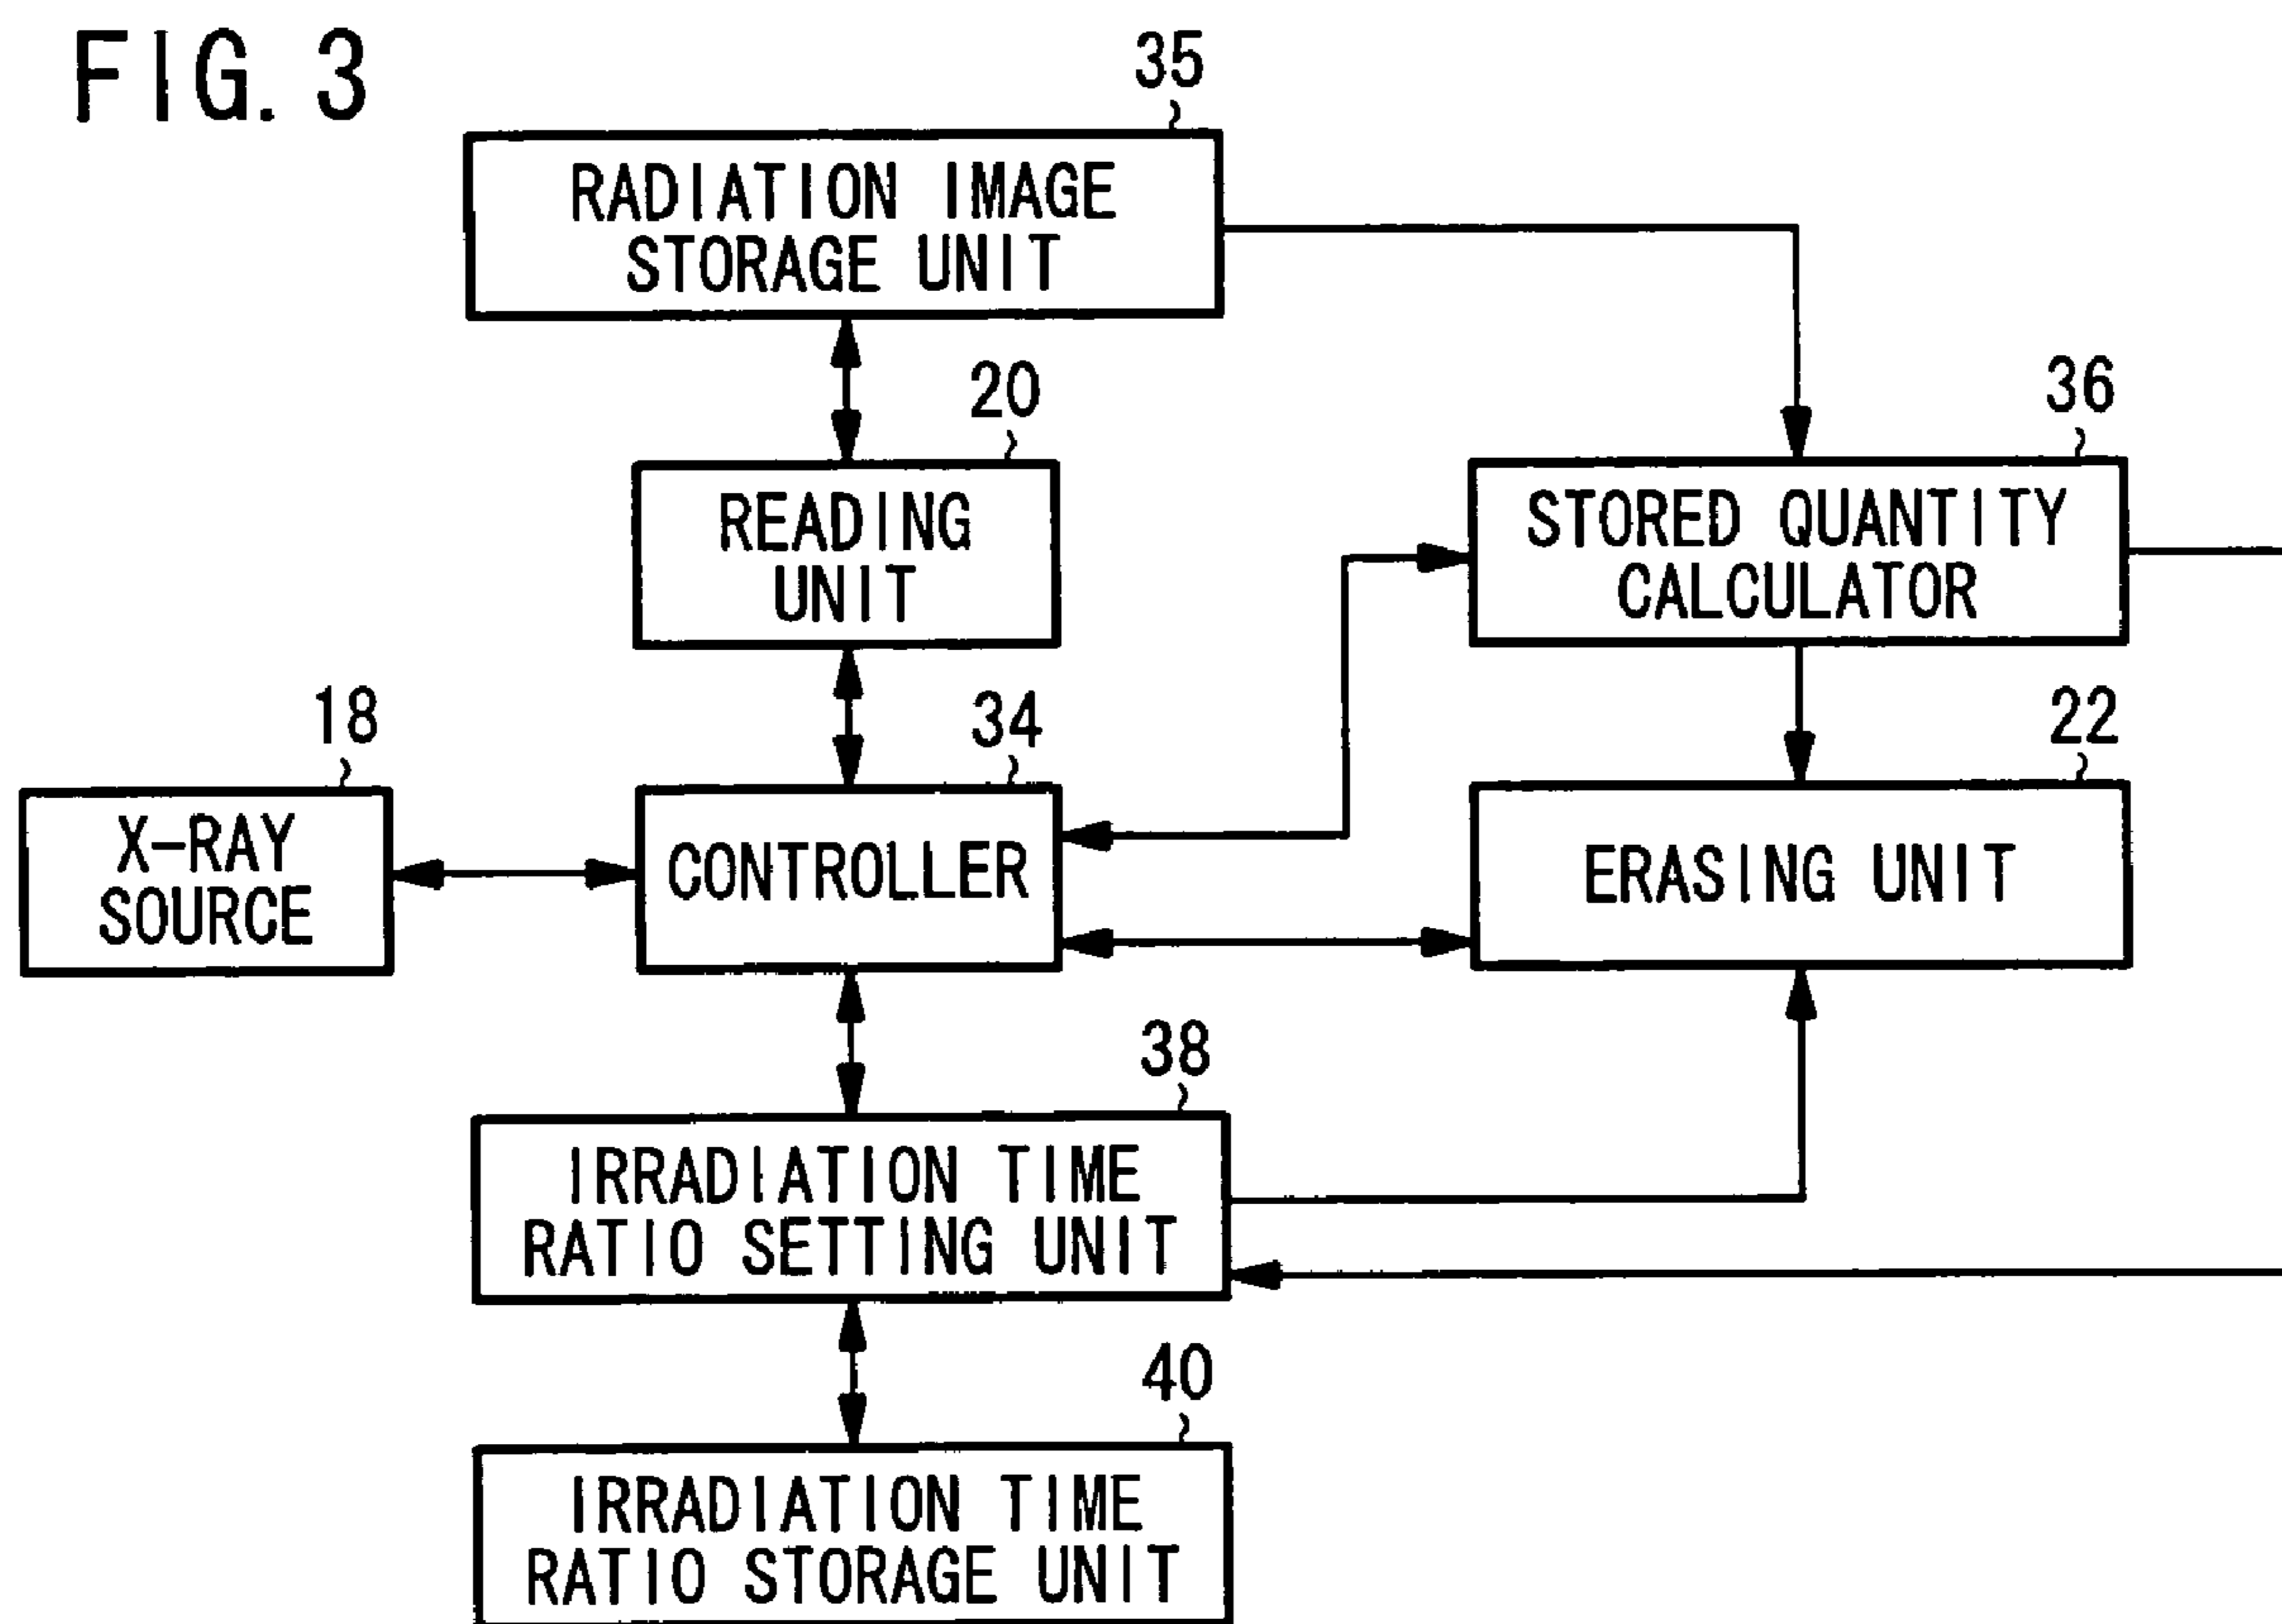 FIG. 3
35
RADIATION IMAGE
STORAGE UNIT
20
READING
UNIT
36
STORED QUANTITY
CALCULATOR
18
X-RAY
SOURCE
34
CONTROLLER
22
ERASING UNIT
38
IRRADIATION TIME
RATIO SETTING UNIT
40
IRRADIATION TIME
RATIO STORAGE UNIT